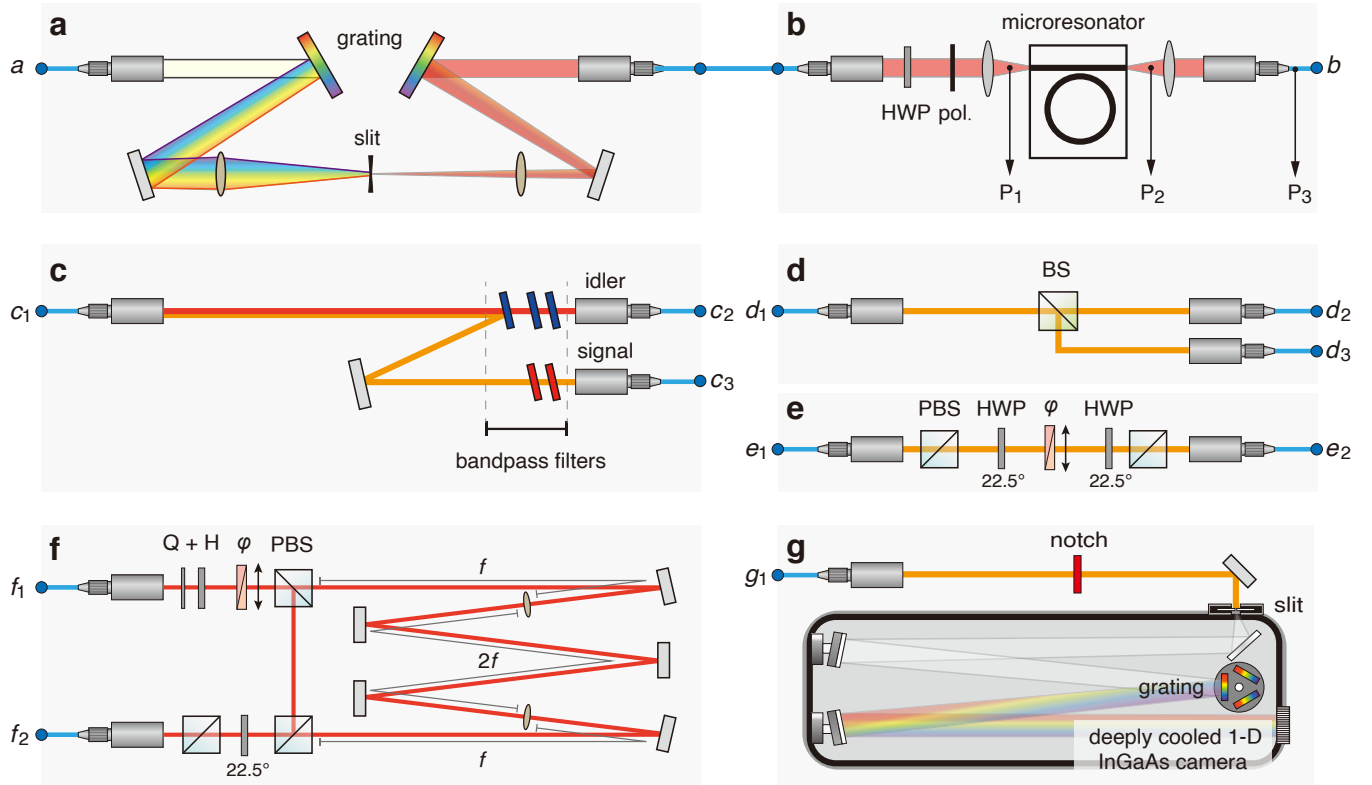 a
grating
a
slit
b
microresonator
b
HWP pol.
P1
P2
P3
c
idler
c1
c2
signal
c3
bandpass filters
d
BS
d1
d2
d3
e
PBS
HWP
φ
HWP
e1
e2
22.5°
22.5°
f
Q + H
φ
PBS
f
f1
2f
f2
22.5°
f
g
notch
g1
slit
grating
deeply cooled 1-D
InGaAs camera